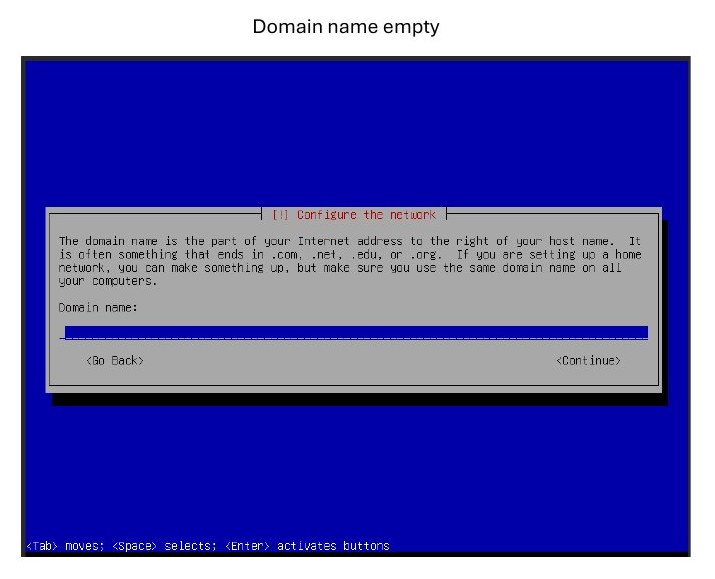 Domain name empty
[!] Configure the network
The domain name is the part of your Internet address to the right of your host name.  It
is often something that ends in .com, .net, .edu, or .org.  If you are setting up a home
network, you can make something up, but make sure you use the same domain name on all
your computers.
Domain name:
<Go Back> <Continue>
<Tab> moves; <Space> selects; <Enter> activates buttons